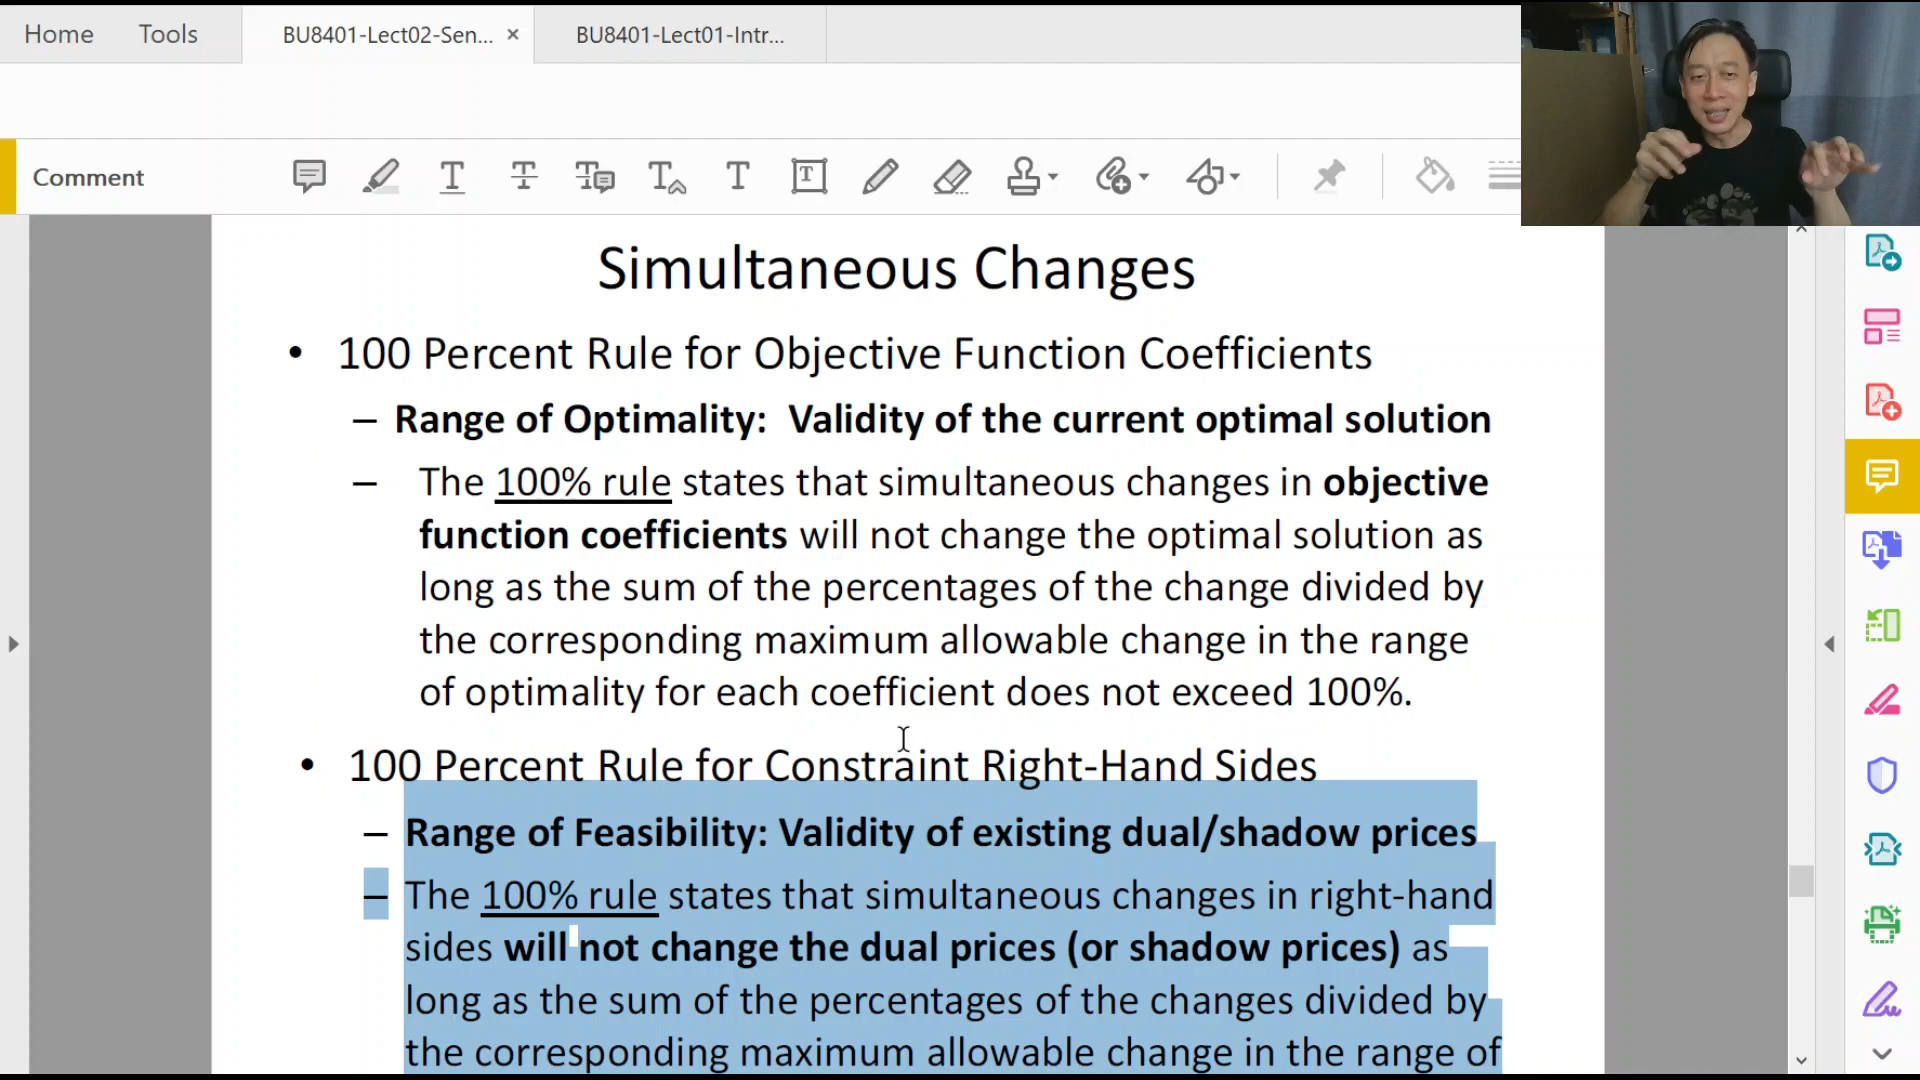 Home Tools BU8401-Lect02-Sen... × BU8401-Lect01-Intr...
Comment
Simultaneous Changes
• 100 Percent Rule for Objective Function Coefficients
– Range of Optimality: Validity of the current optimal solution
– The 100% rule states that simultaneous changes in objective
function coefficients will not change the optimal solution as
long as the sum of the percentages of the change divided by
the corresponding maximum allowable change in the range
of optimality for each coefficient does not exceed 100%.
• 100 Percent Rule for Constraint Right-Hand Sides
– Range of Feasibility: Validity of existing dual/shadow prices
– The 100% rule states that simultaneous changes in right-hand
sides will not change the dual prices (or shadow prices) as
long as the sum of the percentages of the changes divided by
the corresponding maximum allowable change in the range of